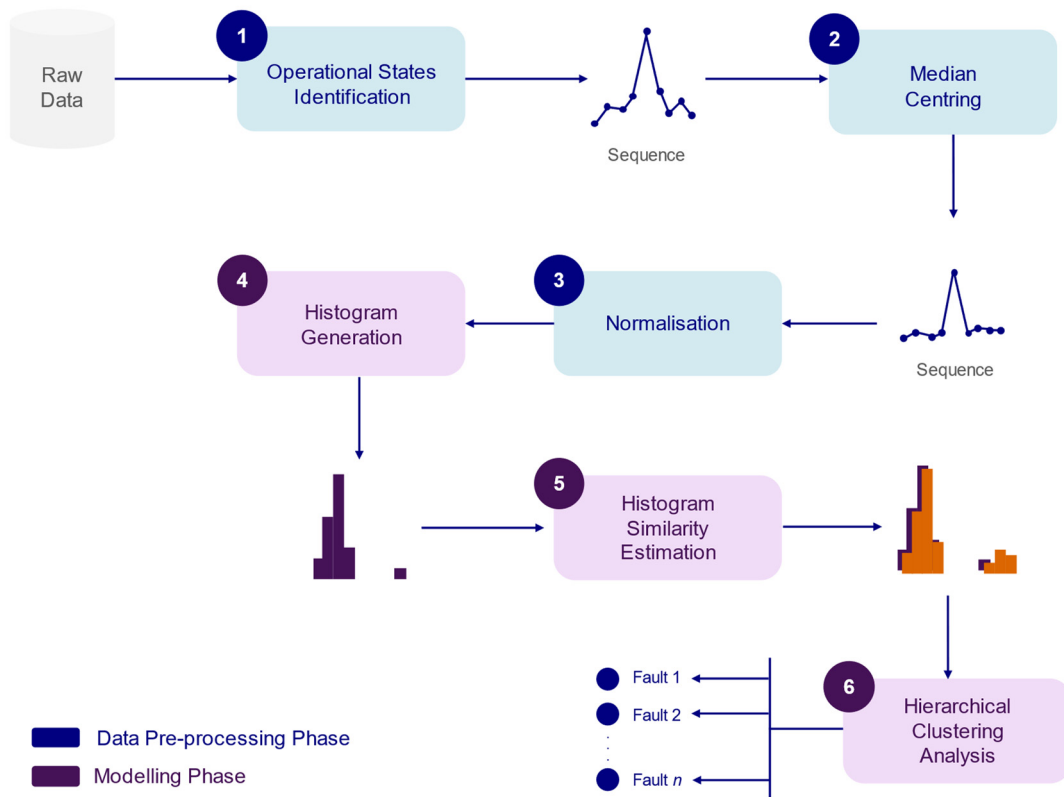 Raw
Data
1
Operational States
Identification
Sequence
2
Median
Centring
Sequence
3
Normalisation
4
Histogram
Generation
5
Histogram
Similarity
Estimation
6
Hierarchical
Clustering
Analysis
Fault 1
Fault 2
Fault n
Data Pre-processing Phase
Modelling Phase